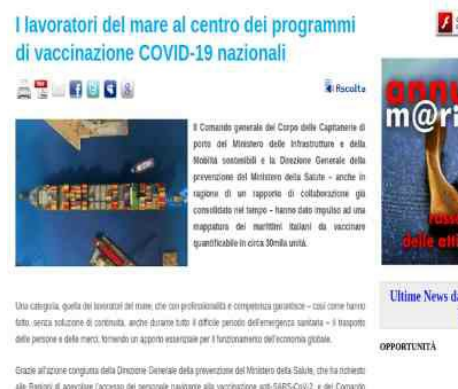 I lavoratori del mare al centro dei programmi
di vaccinazione COVID-19 nazionali
Ascolta
Il Comando generale del Corpo delle Capitanerie di
porto del Ministero delle Infrastrutture e della
Mobilità sostenibili e la Direzione Generale della
prevenzione del Ministero della Salute – anche in
ragione di un rapporto di collaborazione già
consolidato nel tempo – hanno dato impulso ad una
mappatura dei marittimi italiani da vaccinare
quantificabile in circa 30mila unità.
Una categoria, quella dei lavoratori del mare, che con professionalità e competenza garantisce – così come hanno
fatto, senza soluzione di continuità, anche durante tutto il difficile periodo dell'emergenza sanitaria – il trasporto
delle persone e delle merci, fornendo un apporto essenziale per il funzionamento dell'economia globale.
Grazie all'azione congiunta della Direzione Generale della prevenzione del Ministero della Salute, che ha richiesto
alle Regioni di agevolare l'accesso del personale navigante alla vaccinazione anti-SARS-CoV-2, e del Comando
m@ri
delle atti
Ultime News da
OPPORTUNITÀ